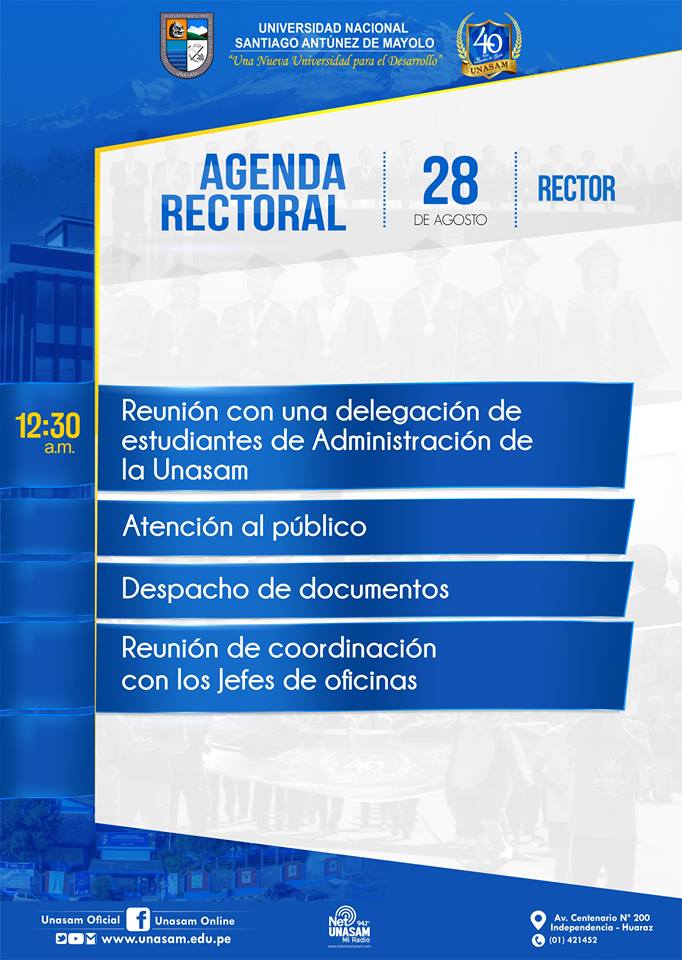 UNIVERSIDAD NACIONAL
SANTIAGO ANTÚNEZ DE MAYOLO
"Una Nueva Universidad para el Desarrollo"
UNASAM
40
UNASAM
AGENDA
RECTORAL
28
DE AGOSTO
RECTOR
12:30
a.m.
Reunión con una delegación de
estudiantes de Administración de
la Unasam
Atención al público
Despacho de documentos
Reunión de coordinación
con los Jefes de oficinas
Unasam Oficial
Unasam Online
www.unasam.edu.pe
Net 94.1
UNASAM
Mi Radio
Av. Centenario N° 200
Independencia - Huaraz
(01) 421452